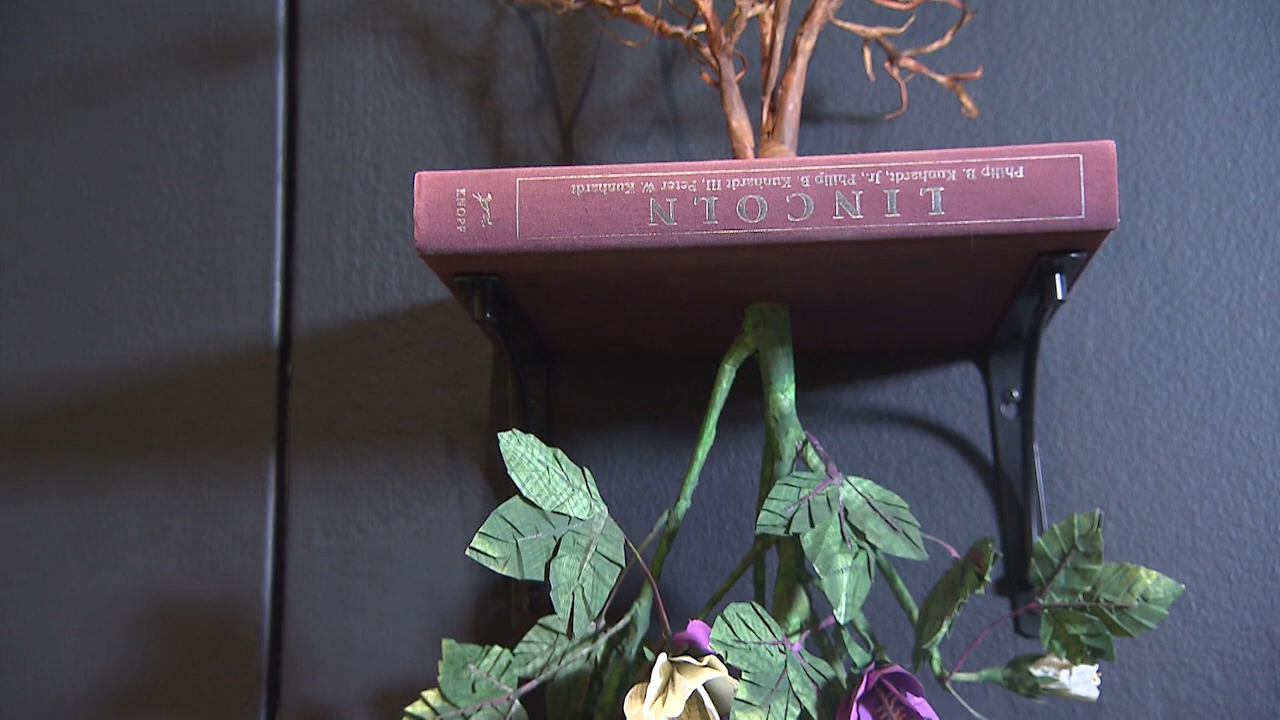 LINCOLN
Philip B. Kunhardt, Jr., Philip B. Kunhardt III, Peter W. Kunhardt
KNOPF